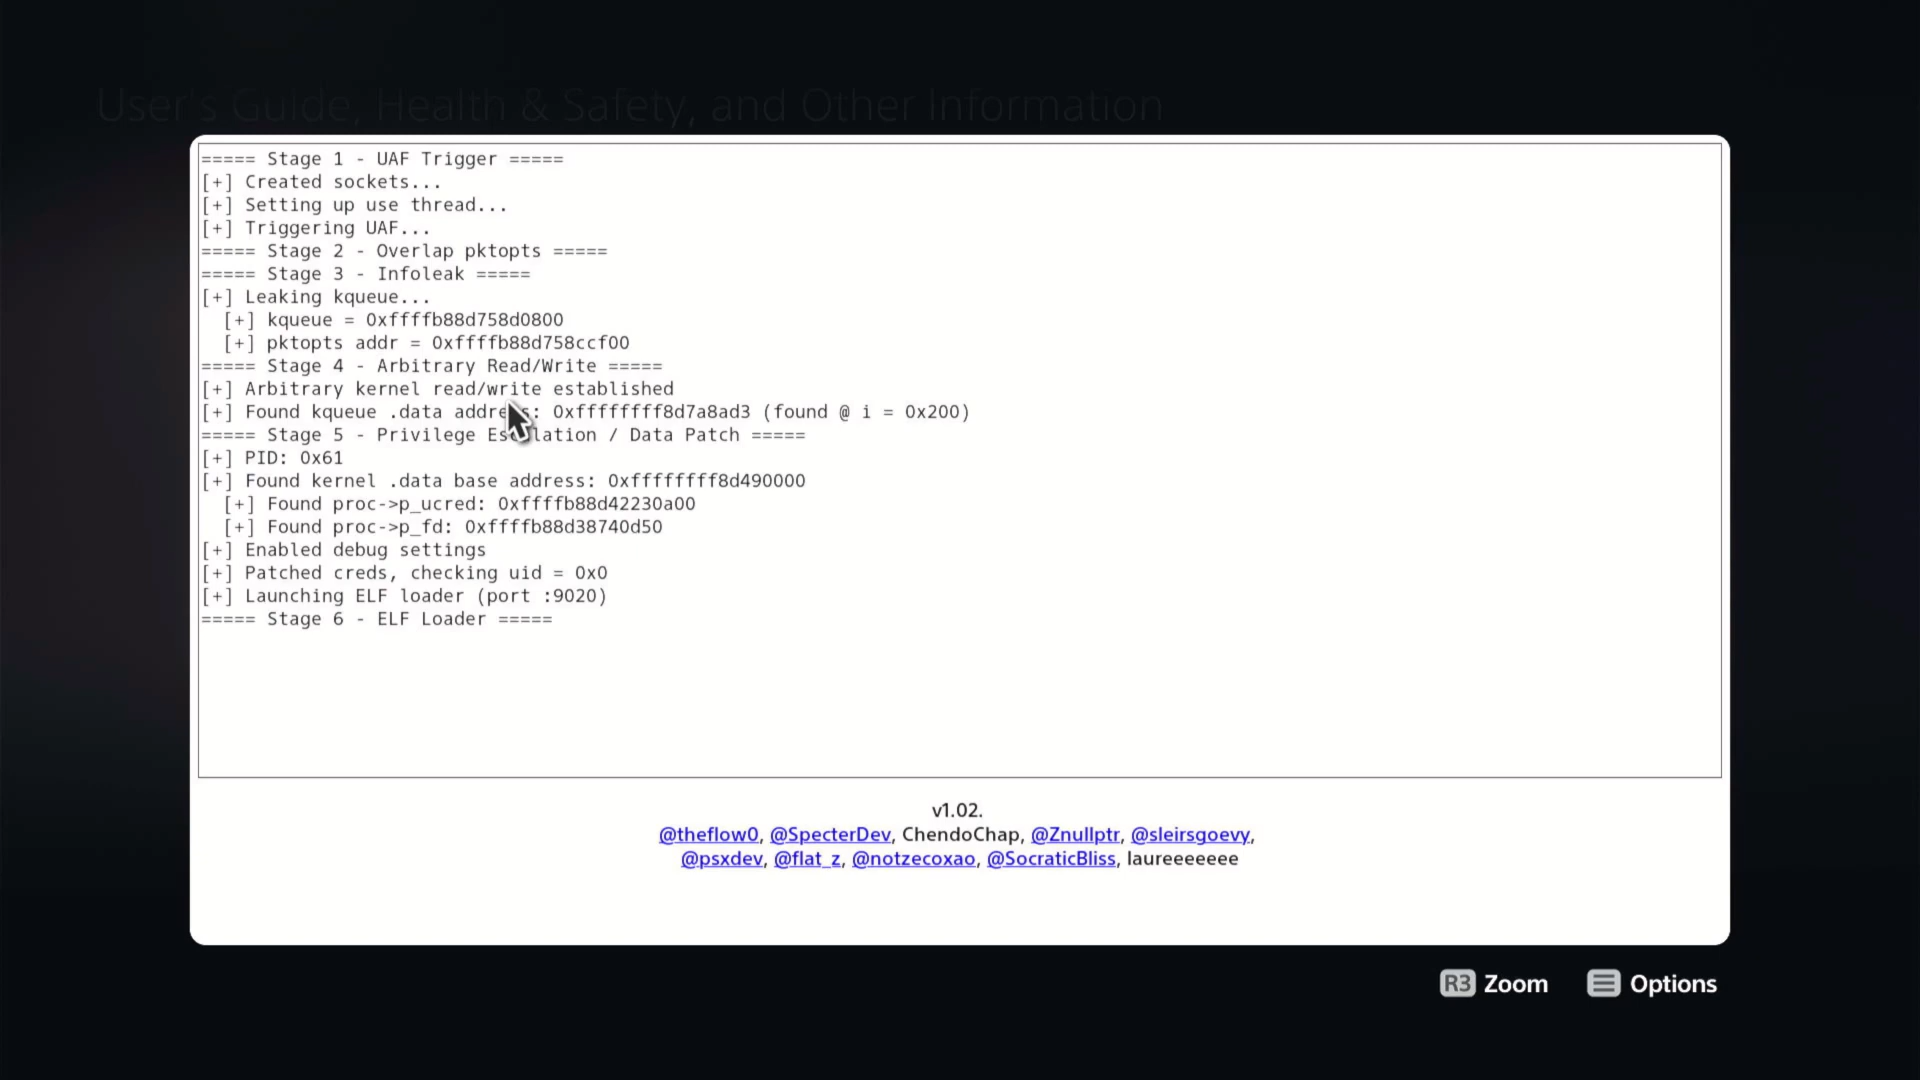 User's Guide, Health & Safety, and Other Information
===== Stage 1 - UAF Trigger =====
[+] Created sockets...
[+] Setting up use thread...
[+] Triggering UAF...
===== Stage 2 - Overlap pktopts =====
===== Stage 3 - Infoleak =====
[+] Leaking kqueue...
[+] kqueue = 0xffffb88d758d0800
[+] pktopts addr = 0xffffb88d758ccf00
===== Stage 4 - Arbitrary Read/Write =====
[+] Arbitrary kernel read/write established
[+] Found kqueue .data address: 0xffffffff8d7a8ad3 (found @ i = 0x200)
===== Stage 5 - Privilege Escalation / Data Patch =====
[+] PID: 0x61
[+] Found kernel .data base address: 0xffffffff8d490000
[+] Found proc->p_ucred: 0xffffb88d42230a00
[+] Found proc->p_fd: 0xffffb88d38740d50
[+] Enabled debug settings
[+] Patched creds, checking uid = 0x0
[+] Launching ELF loader (port :9020)
===== Stage 6 - ELF Loader =====
v1.02.
@theflow0, @SpecterDev, ChendoChap, @Znullptr, @sleirsgoevy,
@psxdev, @flat_z, @notzecoxao, @SocraticBliss, laureeeeeee
R3 Zoom Options